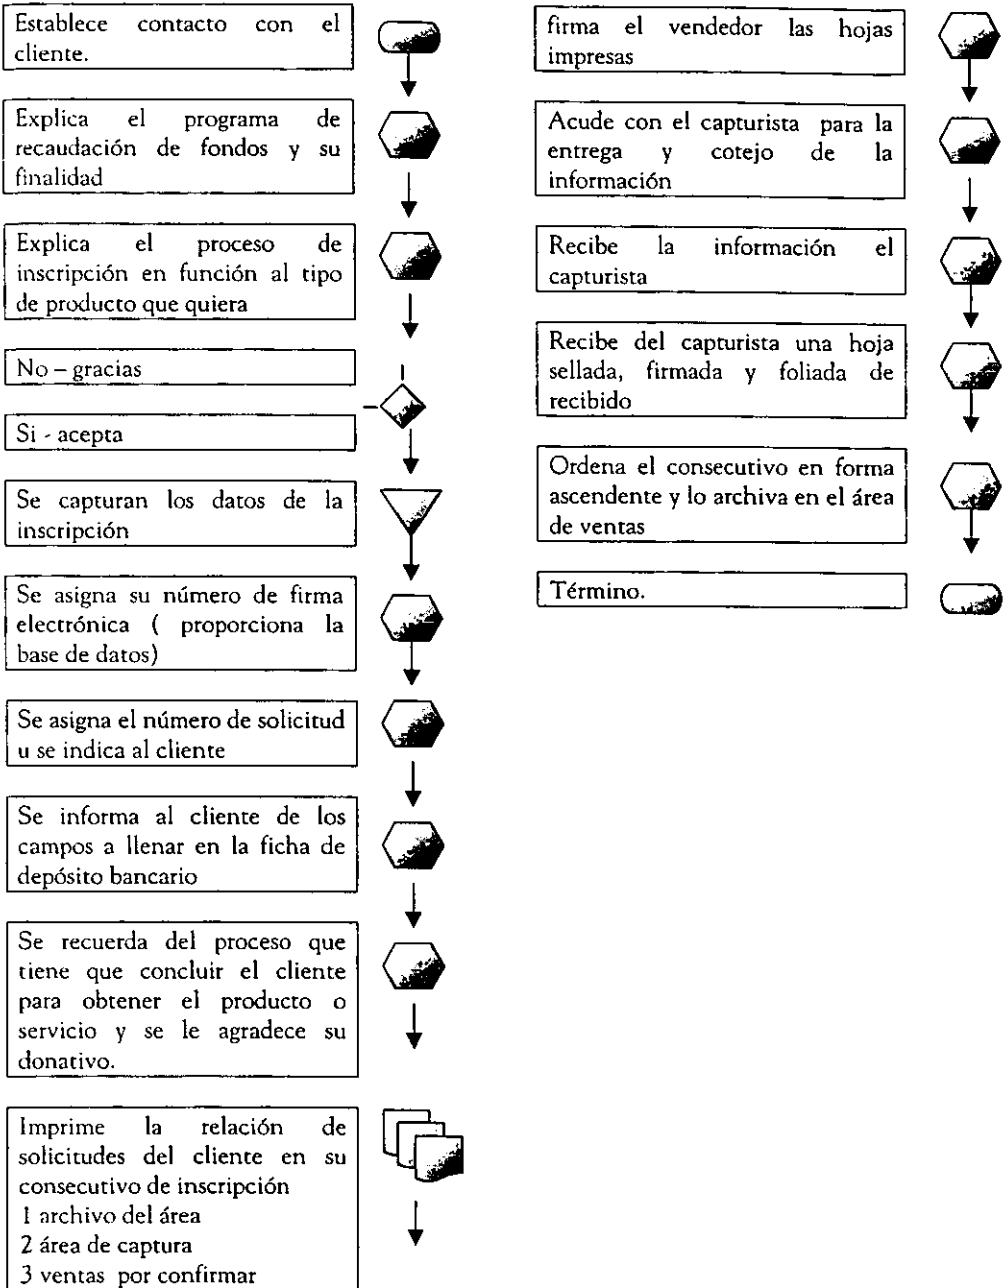 Establece contacto con el
cliente.
Explica el programa de
recaudación de fondos y su
finalidad
Explica el proceso de
inscripción en función al tipo
de producto que quiera
No – gracias
Si - acepta
Se capturan los datos de la
inscripción
Se asigna su número de firma
electrónica ( proporciona la
base de datos)
Se asigna el número de solicitud
u se indica al cliente
Se informa al cliente de los
campos a llenar en la ficha de
depósito bancario
Se recuerda del proceso que
tiene que concluir el cliente
para obtener el producto o
servicio y se le agradece su
donativo.
Imprime la relación de
solicitudes del cliente en su
consecutivo de inscripción
1 archivo del área
2 área de captura
3 ventas por confirmar
firma el vendedor las hojas
impresas
Acude con el capturista para la
entrega y cotejo de la
información
Recibe la información el
capturista
Recibe del capturista una hoja
sellada, firmada y foliada de
recibido
Ordena el consecutivo en forma
ascendente y lo archiva en el área
de ventas
Término.